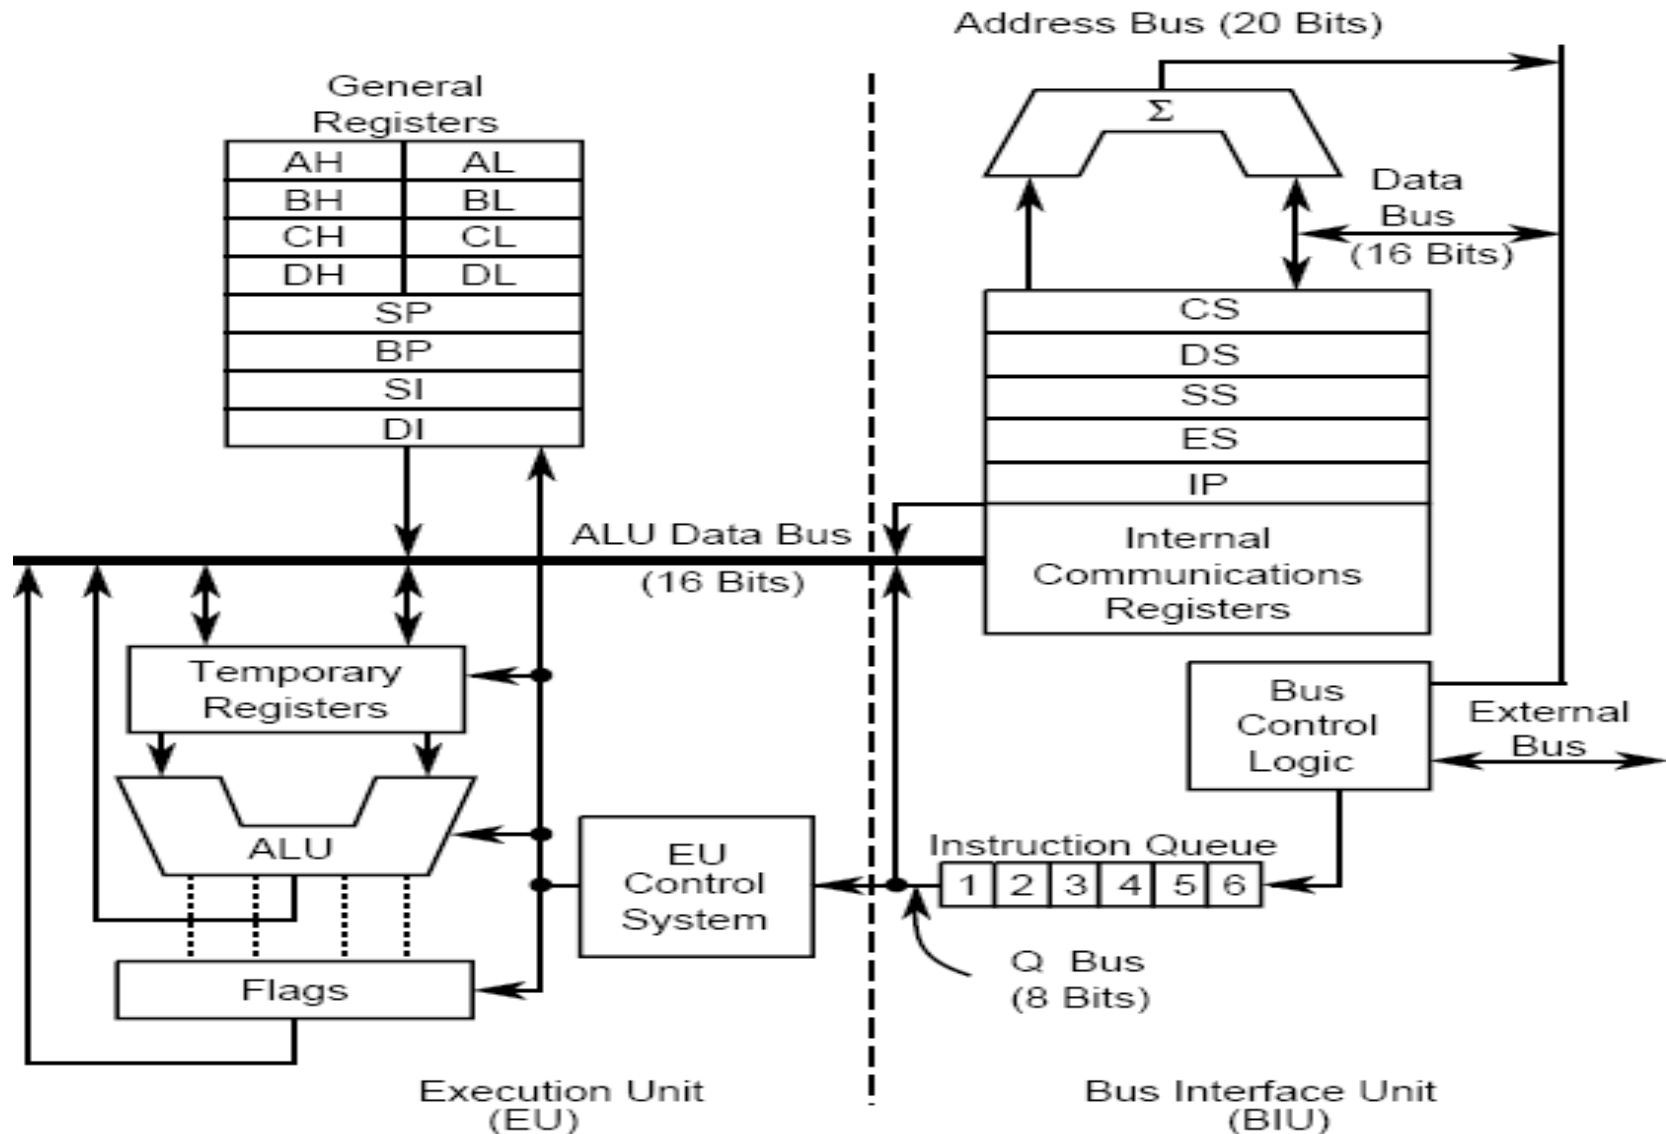 Address Bus (20 Bits)
General
Registers
AH AL
BH BL
CH CL
DH DL
SP
BP
SI
DI
Σ
Data
Bus
(16 Bits)
CS
DS
SS
ES
IP
Internal
Communications
Registers
ALU Data Bus
(16 Bits)
Temporary
Registers
ALU
Flags
EU
Control
System
Bus
Control
Logic
External
Bus
Instruction Queue
1 2 3 4 5 6
Q Bus
(8 Bits)
Execution Unit
(EU)
Bus Interface Unit
(BIU)